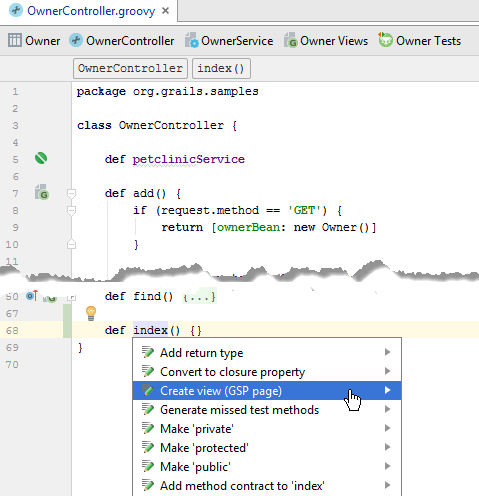 OwnerController.groovy ×
Owner OwnerController OwnerService Owner Views Owner Tests
OwnerController index()
1 package org.grails.samples
2
3 class OwnerController {
4
5 def petclinicService
6
7 def add() {
8 if (request.method == 'GET') {
9 return [ownerBean: new Owner()]
10 }
50 def find() {...}
67
68 def index() {}
69 }
70
Add return type
Convert to closure property
Create view (GSP page)
Generate missed test methods
Make 'private'
Make 'protected'
Make 'public'
Add method contract to 'index'